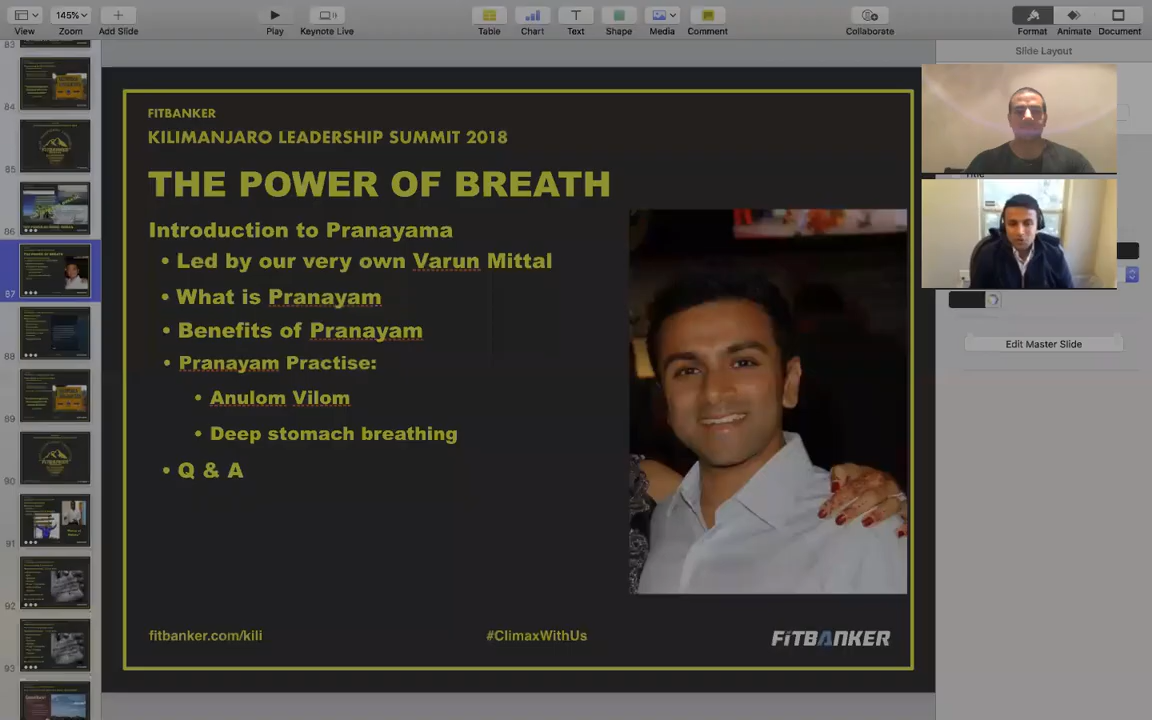 View
145%
Zoom
Add Slide
Play
Keynote Live
Table
Chart
Text
Shape
Media
Comment
Collaborate
Format
Animate
Document
Slide Layout
83
84
85
86
87
88
89
90
91
92
93
FITBANKER
KILIMANJARO LEADERSHIP SUMMIT 2018
THE POWER OF BREATH
Introduction to Pranayama
• Led by our very own Varun Mittal
• What is Pranayam
• Benefits of Pranayam
• Pranayam Practise:
• Anulom Vilom
• Deep stomach breathing
• Q & A
fitbanker.com/kili
#ClimaxWithUs
FITBANKER
Edit Master Slide